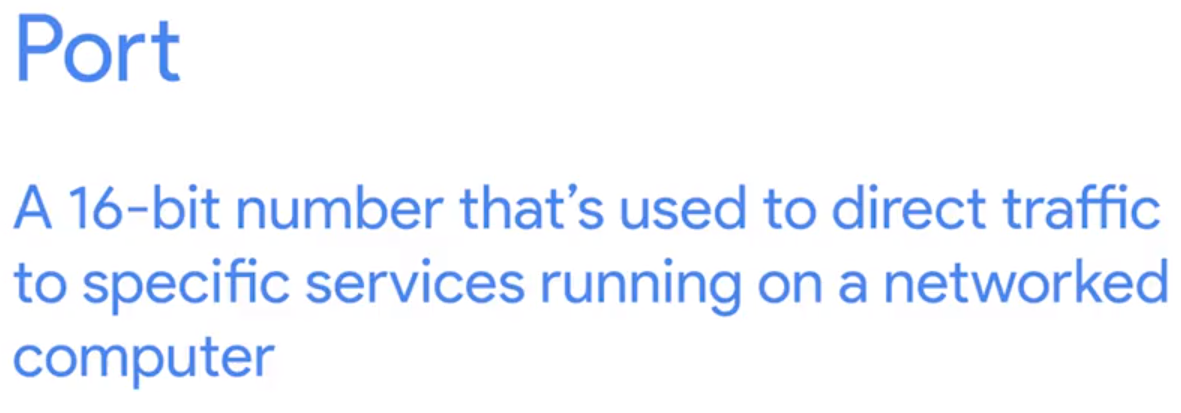 Port
A 16-bit number that’s used to direct traffic
to specific services running on a networked
computer